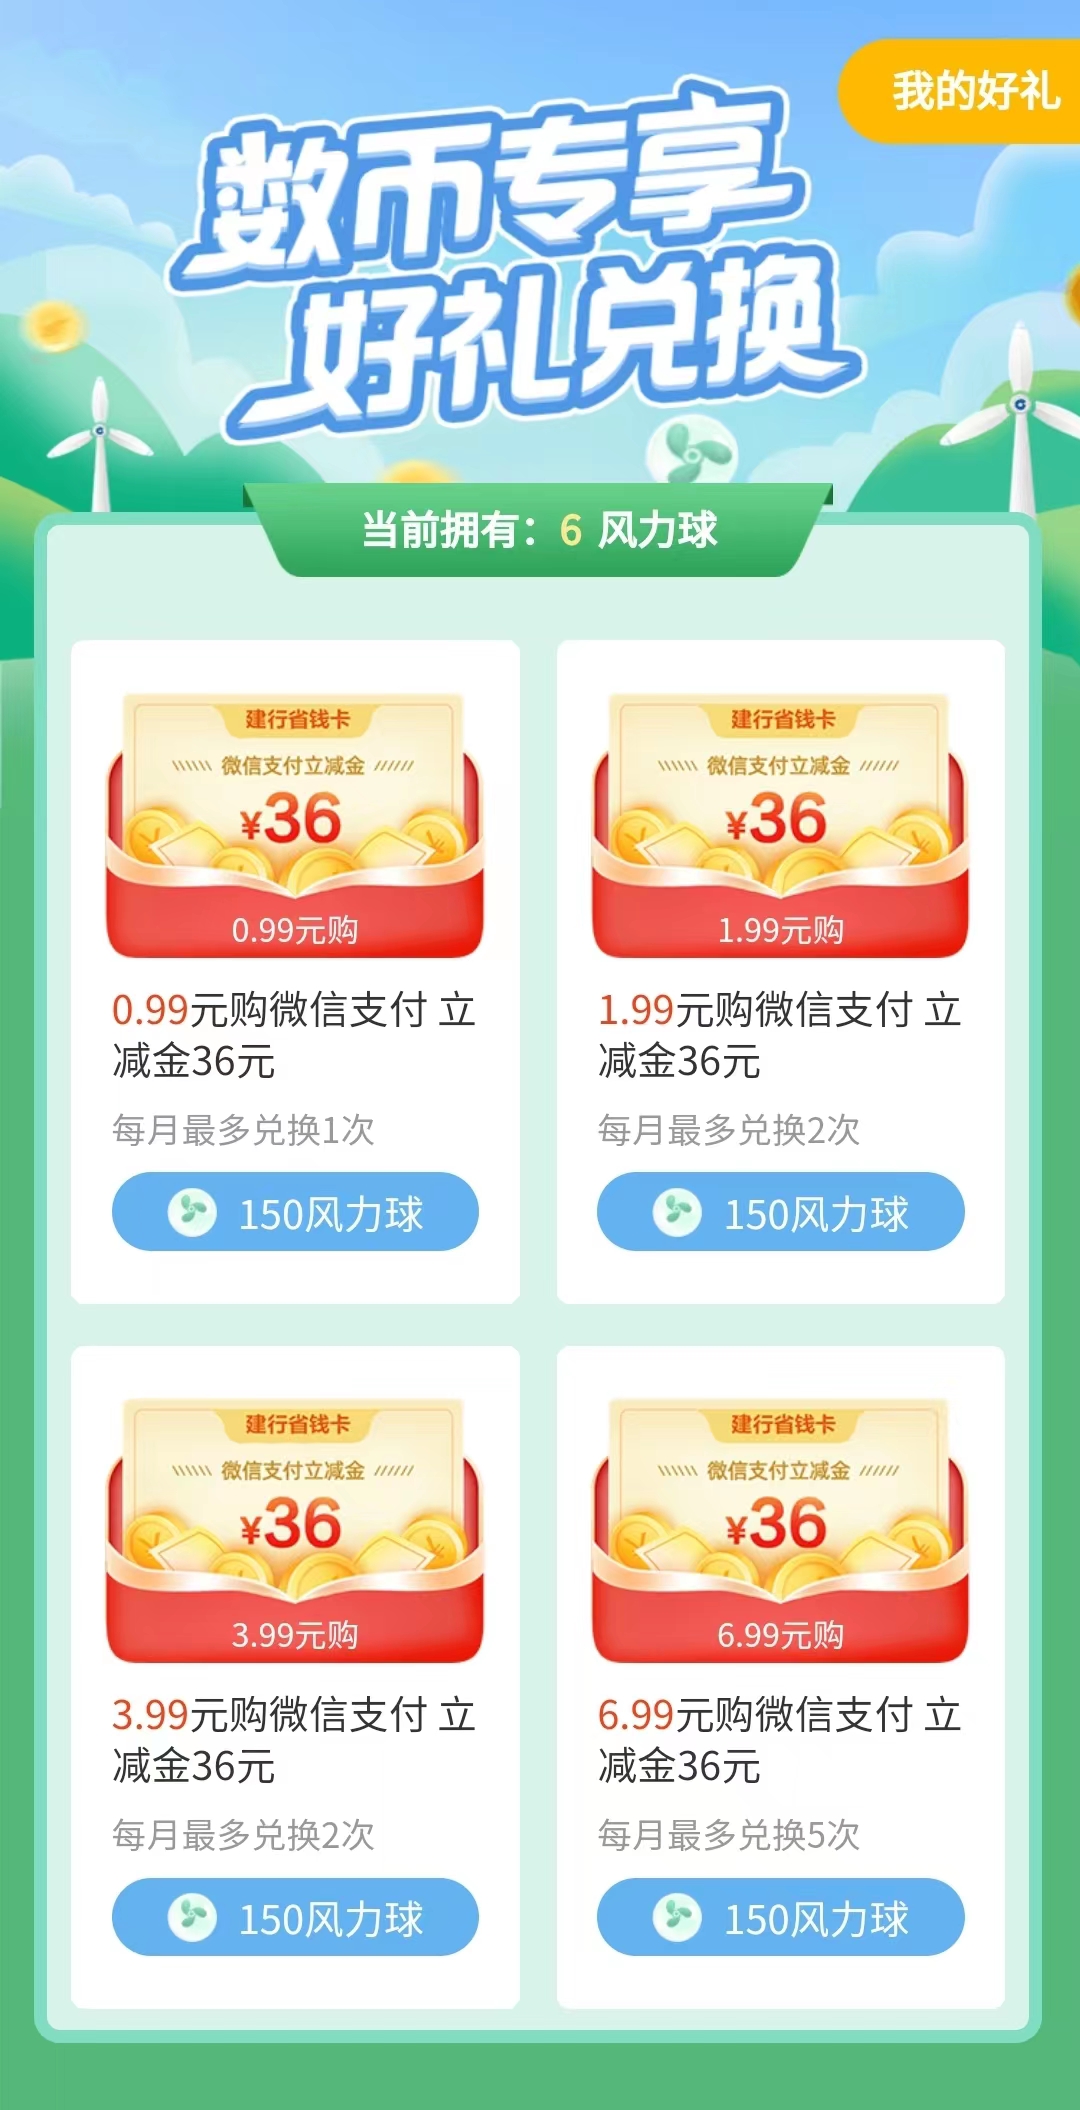 我的好礼
数币专享
好礼兑换
当前拥有：6 风力球
建行省钱卡
微信支付立减金
¥36
0.99元购
0.99元购微信支付 立
减金36元
每月最多兑换1次
150风力球
建行省钱卡
微信支付立减金
¥36
1.99元购
1.99元购微信支付 立
减金36元
每月最多兑换2次
150风力球
建行省钱卡
微信支付立减金
¥36
3.99元购
3.99元购微信支付 立
减金36元
每月最多兑换2次
150风力球
建行省钱卡
微信支付立减金
¥36
6.99元购
6.99元购微信支付 立
减金36元
每月最多兑换5次
150风力球